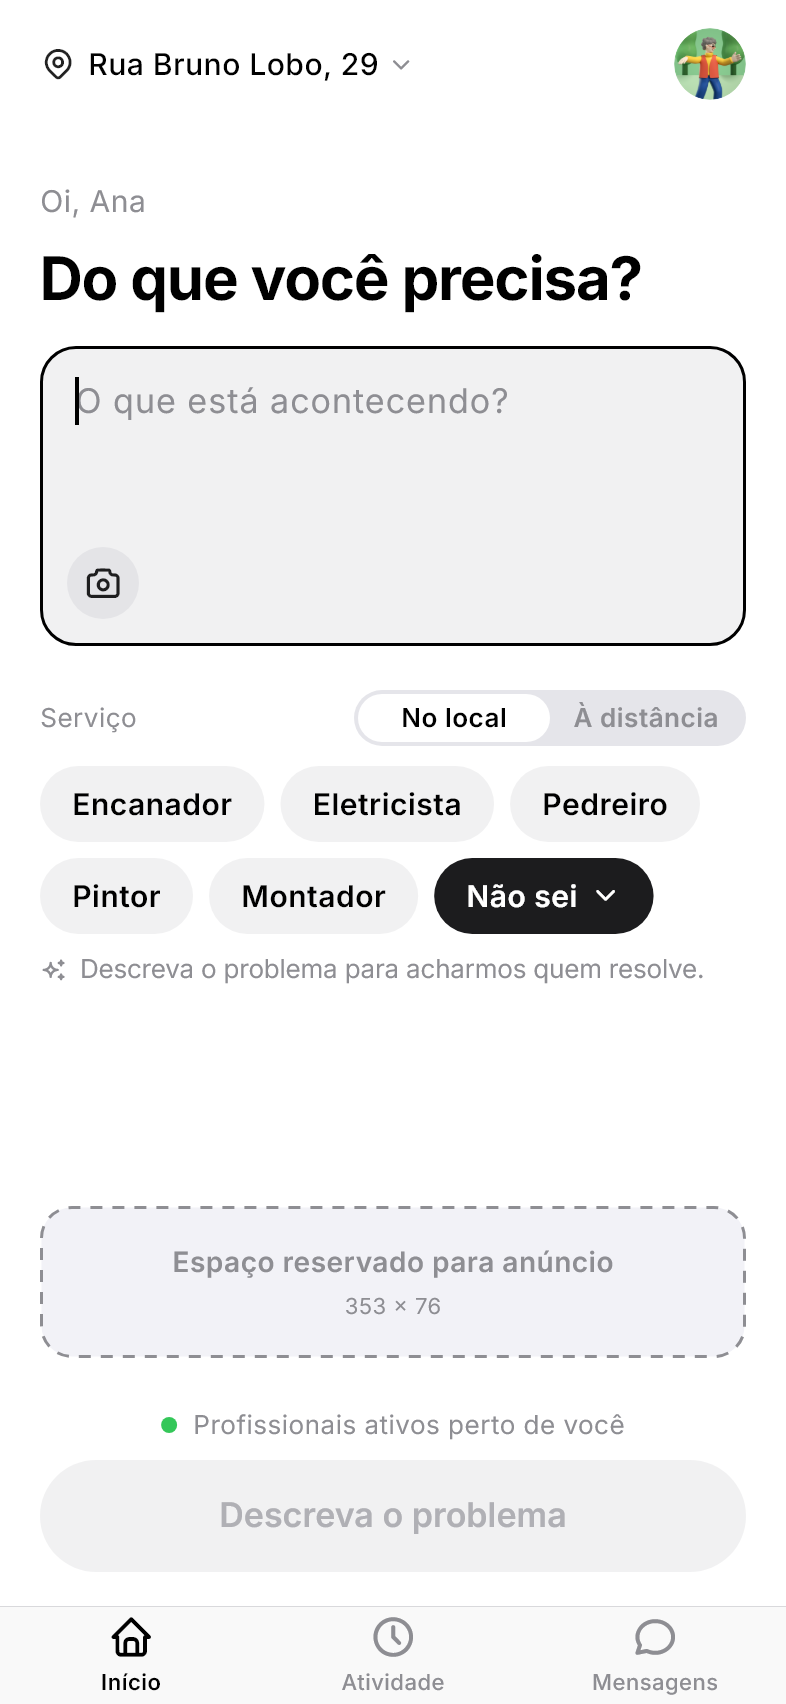 Rua Bruno Lobo, 29
Oi, Ana
Do que você precisa?
O que está acontecendo?
Serviço
No local
À distância
Encanador
Eletricista
Pedreiro
Pintor
Montador
Não sei
Descreva o problema para acharmos quem resolve.
Espaço reservado para anúncio
353 × 76
Profissionais ativos perto de você
Descreva o problema
Início
Atividade
Mensagens